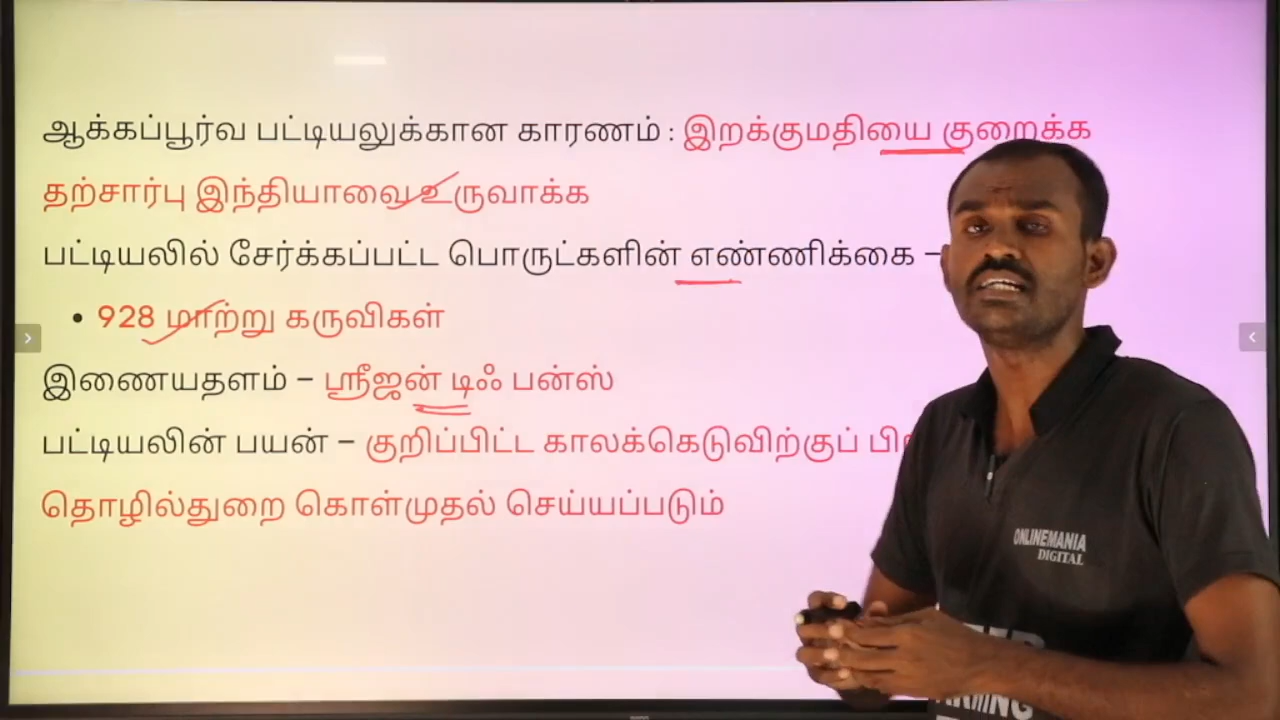 ஆக்கப்பூர்வ பட்டியலுக்கான காரணம் : இறக்குமதியை குறைக்க
தற்சார்பு இந்தியாவை உருவாக்க
பட்டியலில் சேர்க்கப்பட்ட பொருட்களின் எண்ணிக்கை –
• 928 மாற்று கருவிகள்
இணையதளம் – ஸ்ரீஜன் டிஃபன்ஸ்
பட்டியலின் பயன் – குறிப்பிட்ட காலக்கெடுவிற்குப்
தொழில்துறை கொள்முதல் செய்யப்படும்
ONLINEMANIA
DIGITAL